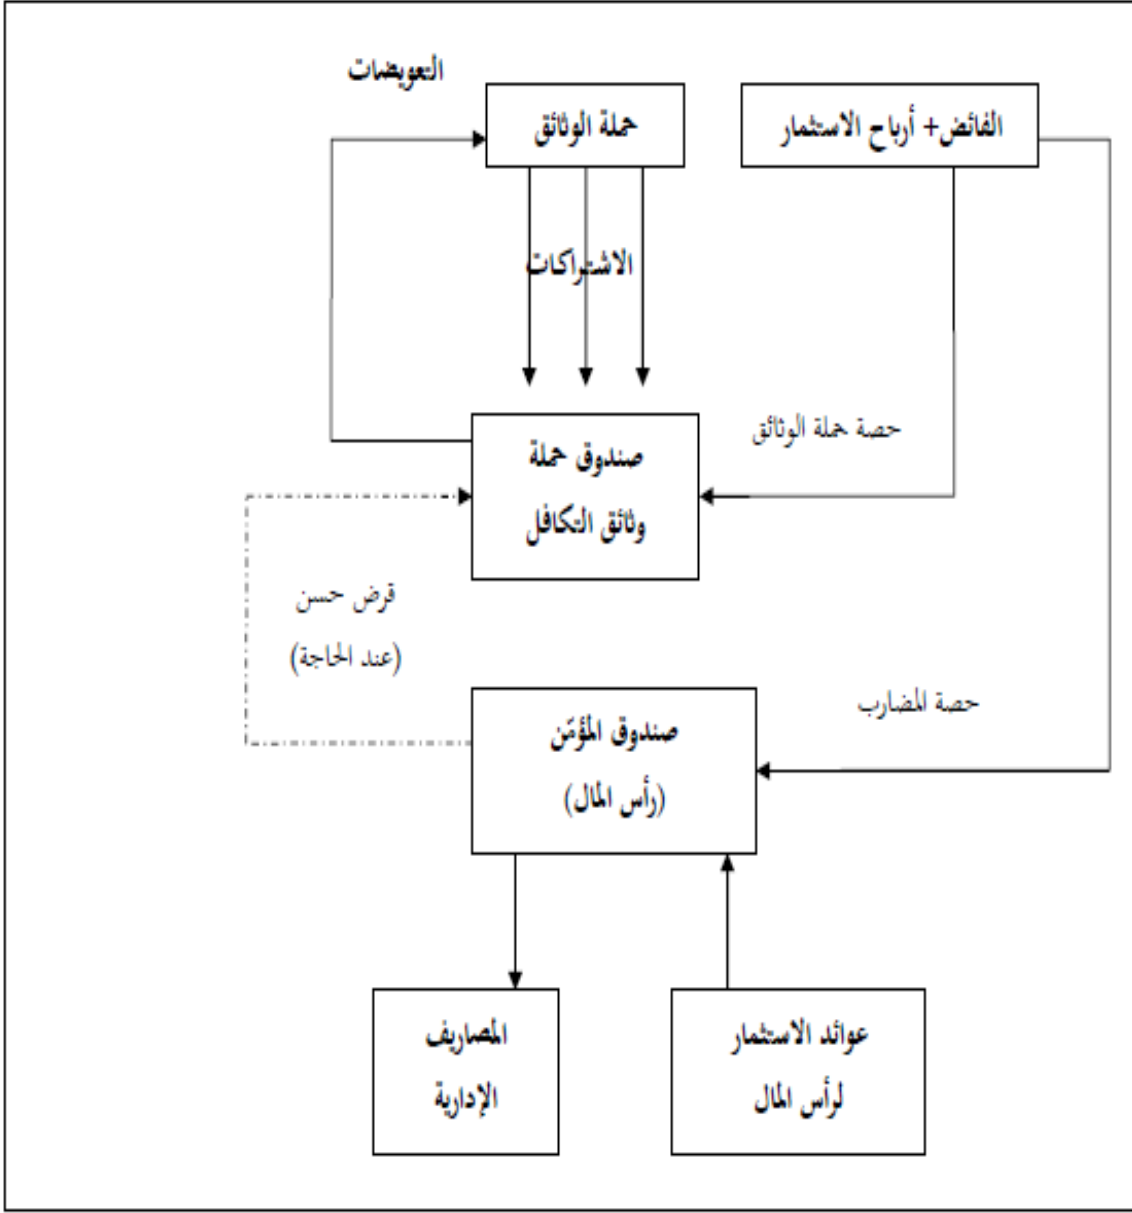 التعويضات
حملة الوثائق
الفائض+ أرباح الاستثمار
الاشتراكات
حصة حملة الوثائق
صندوق حملة
وثائق التكافل
قرض حسن
(عند الحاجة)
حصة المضارب
صندوق المؤمّن
(رأس المال)
المصاريف
الإدارية
عوائد الاستثمار
لرأس المال